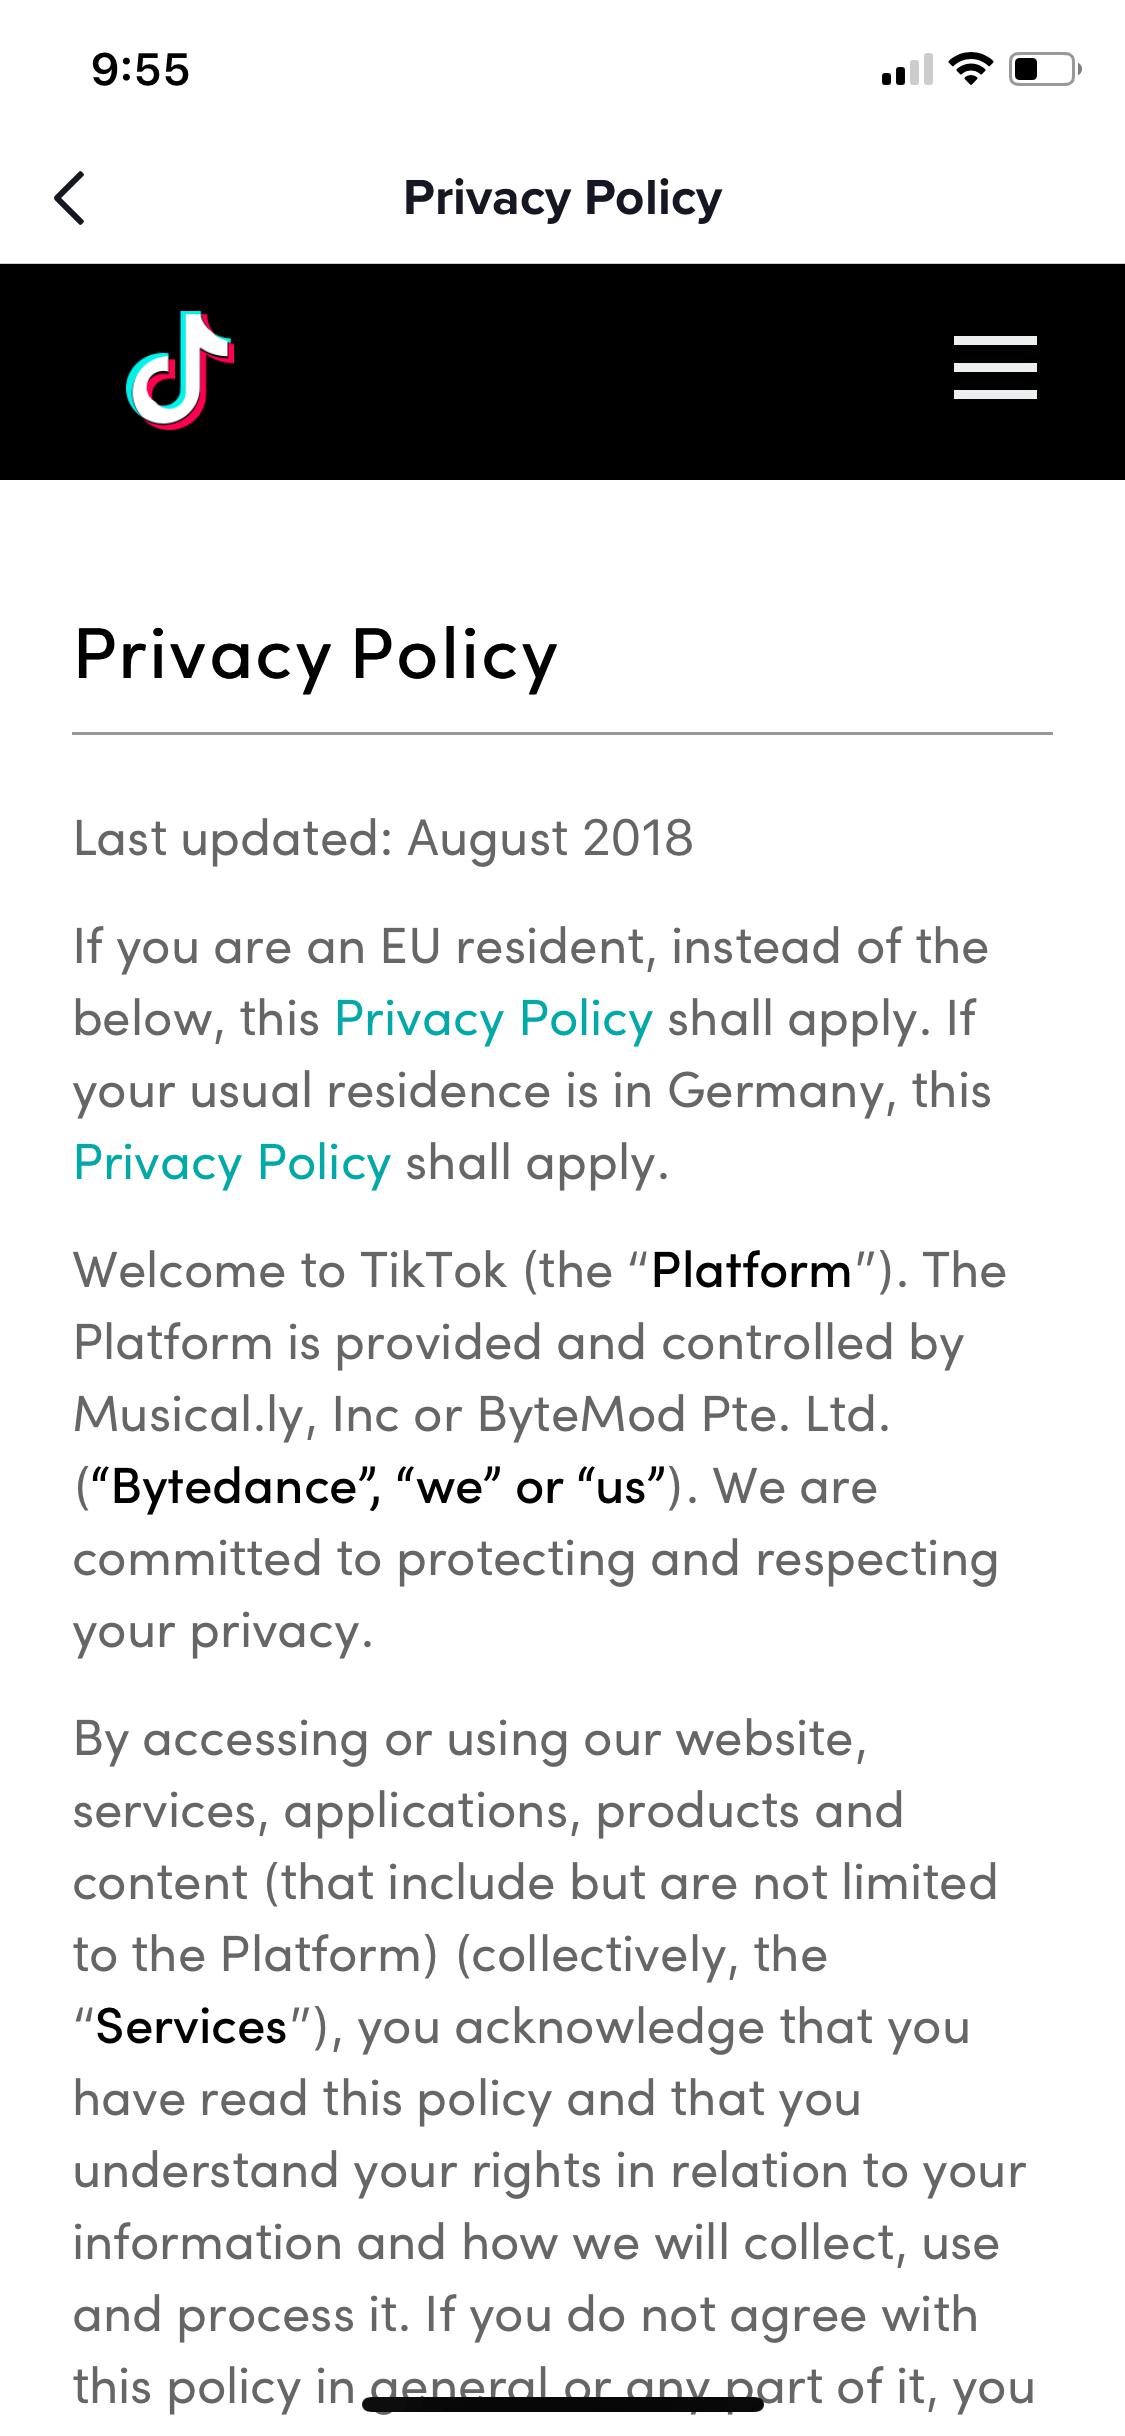 9:55
Privacy Policy
Privacy Policy
Last updated: August 2018
If you are an EU resident, instead of the
below, this Privacy Policy shall apply. If
your usual residence is in Germany, this
Privacy Policy shall apply.
Welcome to TikTok (the “Platform”). The
Platform is provided and controlled by
Musical.ly, Inc or ByteMod Pte. Ltd.
(“Bytedance”, “we” or “us”). We are
committed to protecting and respecting
your privacy.
By accessing or using our website,
services, applications, products and
content (that include but are not limited
to the Platform) (collectively, the
“Services”), you acknowledge that you
have read this policy and that you
understand your rights in relation to your
information and how we will collect, use
and process it. If you do not agree with
this policy in general or any part of it, you